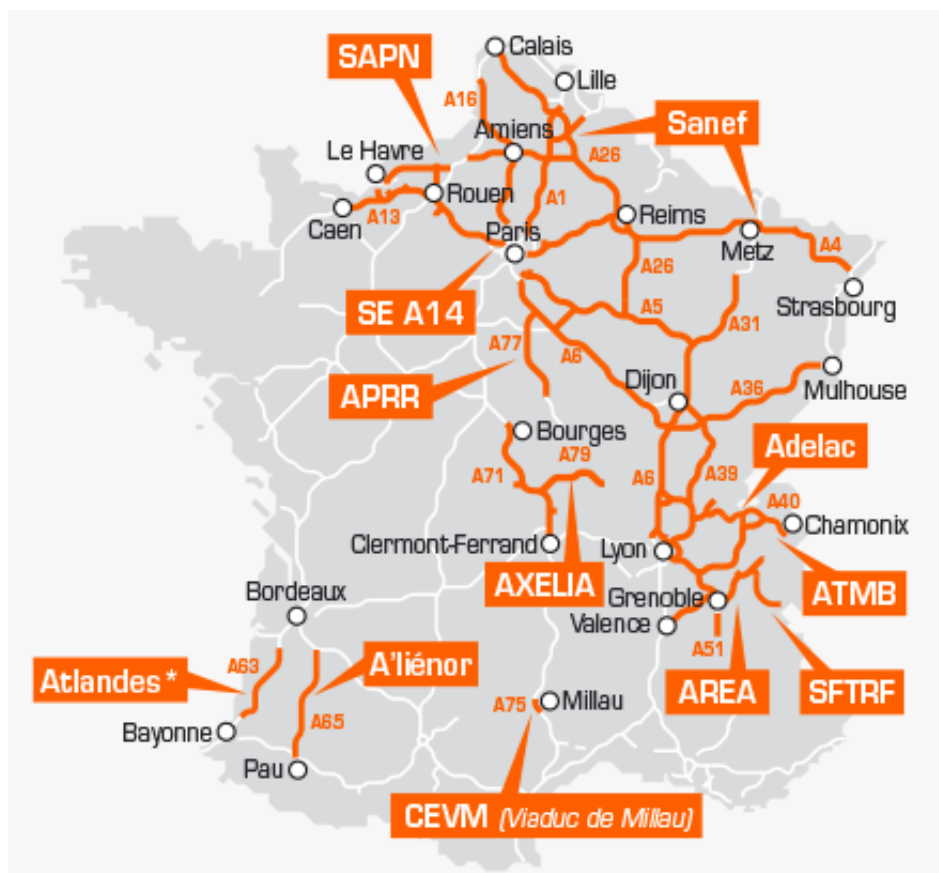 Calais
SAPN
Lille
A16
Sanef
Amiens
Le Havre
A26
Rouen
A1
Reims
A13
Caen
Paris
Metz
A4
A26
Strasbourg
SE A14
A5
A31
A77
A6
Dijon
Mulhouse
APRR
A36
Bourges
Adelac
A79
A71
A6
A39
A40
Chamonix
Clermont-Ferrand
Lyon
AXELIA
ATMB
Bordeaux
Grenoble
Valence
A51
A63
A'liénor
Atlandes*
AREA
SFTRF
A75
Millau
A65
Bayonne
Pau
CEVM (Viaduc de Millau)